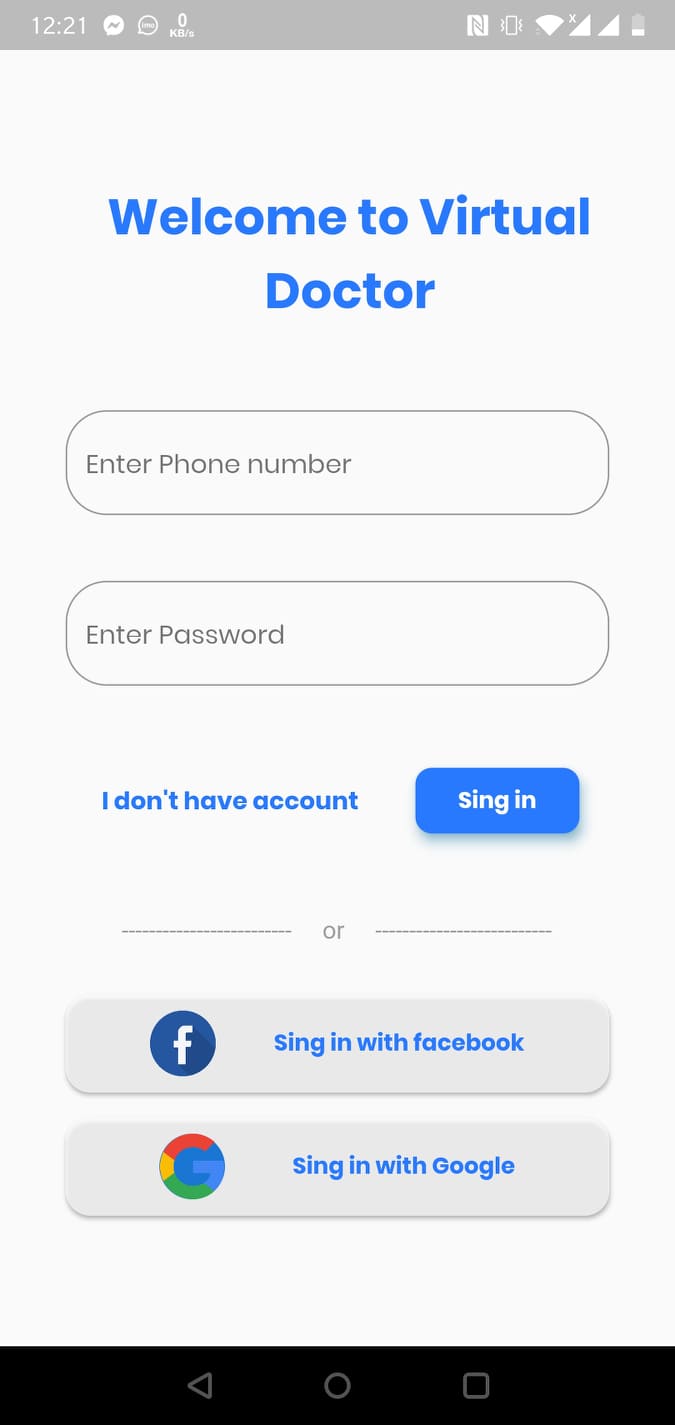 12:21 imo 0
KB/s
Welcome to Virtual
Doctor
Enter Phone number
Enter Password
I don't have account
Sing in
------------------------- or --------------------------
Sing in with facebook
Sing in with Google